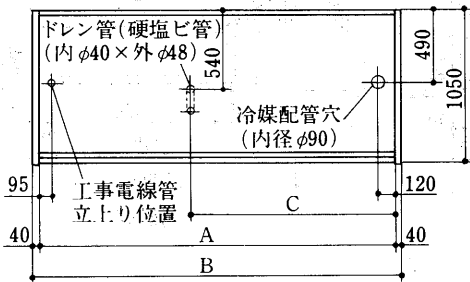 ドレン管(硬塩ビ管)
(内φ40×外φ48)
540
490
1050
冷媒配管穴
(内径φ90)
95
工事電線管
立上り位置
120
C
40
A
40
B